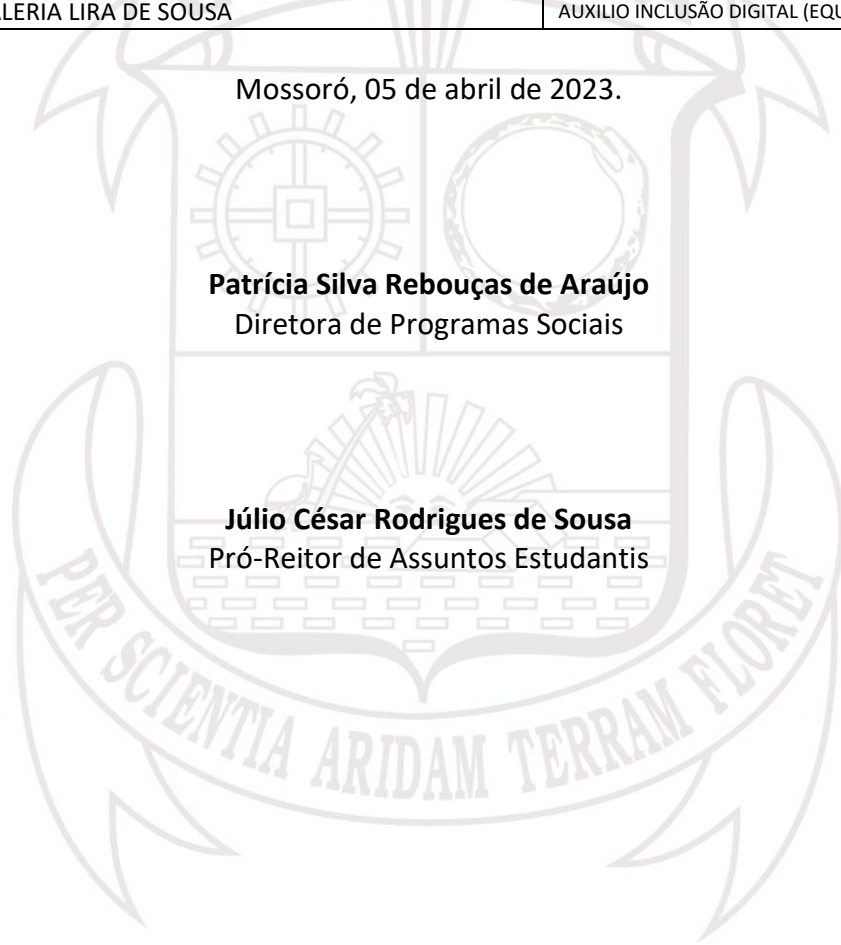 LERIA LIRA DE SOUSA AUXILIO INCLUSÃO DIGITAL (EQU
Mossoró, 05 de abril de 2023.
Patrícia Silva Rebouças de Araújo
Diretora de Programas Sociais
Júlio César Rodrigues de Sousa
Pró-Reitor de Assuntos Estudantis
PER SCIENTIA ARIDAM TERRAM FLORET